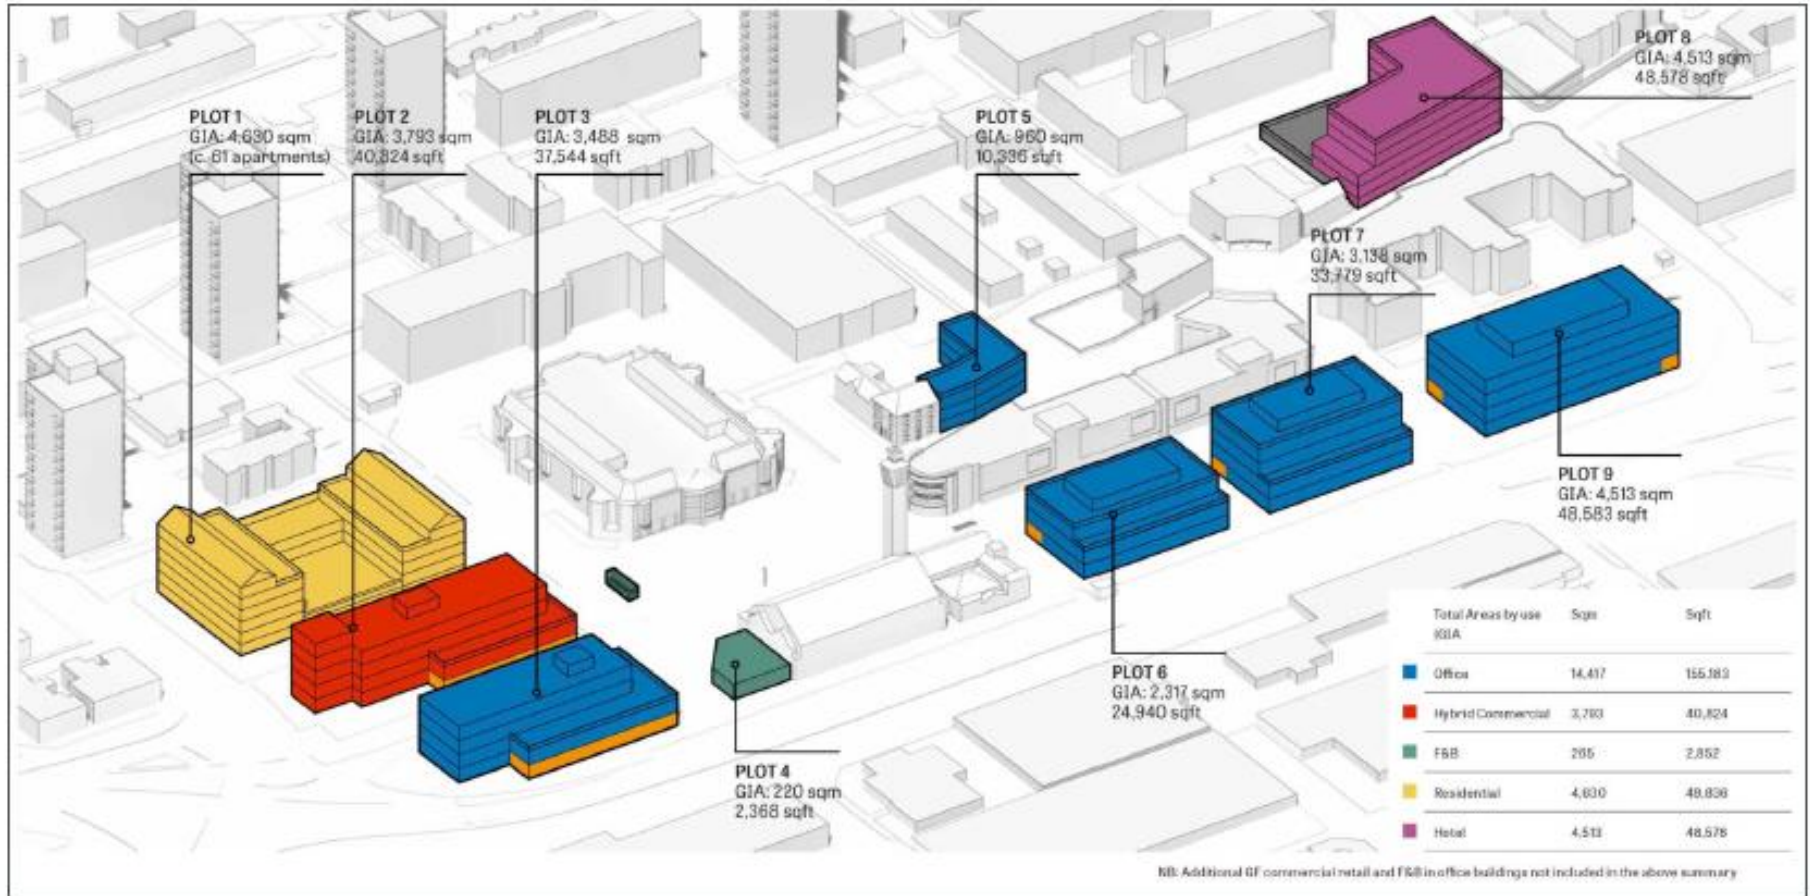 PLOT 1
GIA: 4,630 sqm
(c. 61 apartments)
PLOT 2
GIA: 3,793 sqm
40,824 sqft
PLOT 3
GIA: 3,488 sqm
37,544 sqft
PLOT 5
GIA: 960 sqm
10,336 sqft
PLOT 8
GIA: 4,513 sqm
48,578 sqft
PLOT 7
GIA: 3,138 sqm
33,779 sqft
PLOT 9
GIA: 4,513 sqm
48,583 sqft
PLOT 6
GIA: 2,317 sqm
24,940 sqft
PLOT 4
GIA: 220 sqm
2,368 sqft
Total Areas by use Sqm Sqft
(GIA
Office 14,417 155,183
Hybrid Commercial 3,793 40,824
F&B 265 2,852
Residential 4,630 49,836
Hotel 4,513 48,578
NB: Additional GF commercial retail and F&B in office buildings not included in the above summary